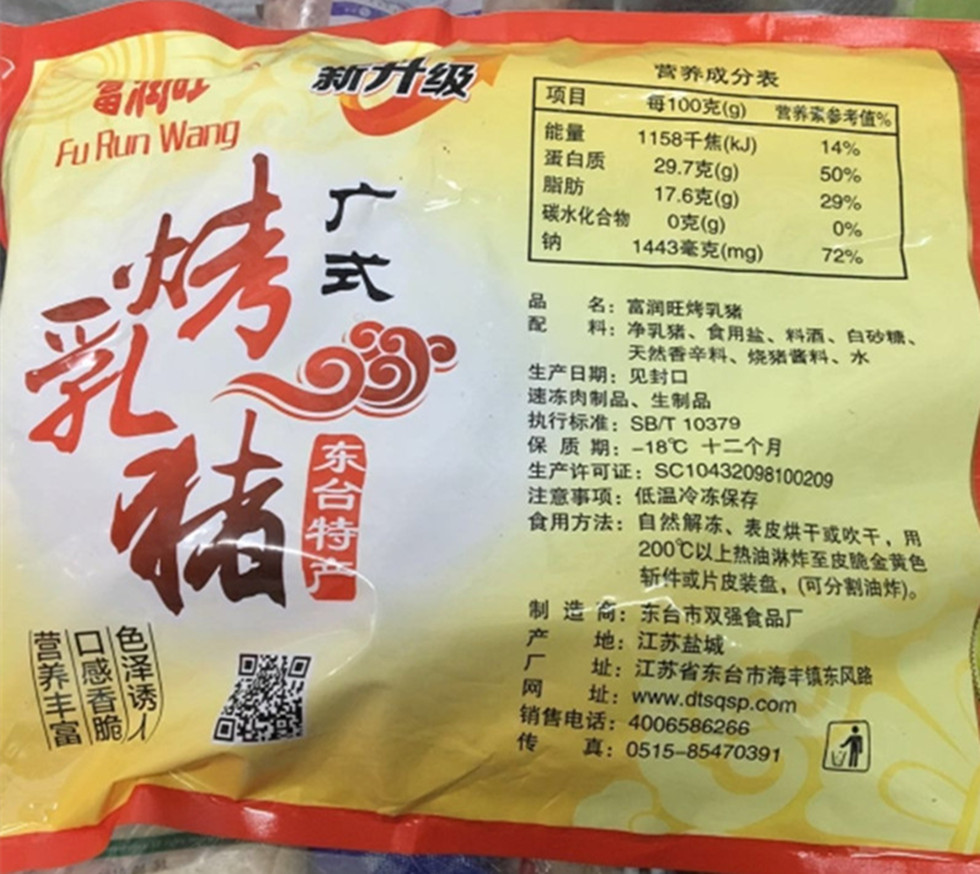 富润旺
Fu Run Wang
新升级
广式
烤乳猪
东台特产
色泽诱人
口感香脆
营养丰富
营养成分表
项目 每100克(g) 营养素参考值%
能量 1158千焦(kJ) 14%
蛋白质 29.7克(g) 50%
脂肪 17.6克(g) 29%
碳水化合物 0克(g) 0%
钠 1443毫克(mg) 72%
品 名：富润旺烤乳猪
配 料：净乳猪、食用盐、料酒、白砂糖、
天然香辛料、烧猪酱料、水
生产日期：见封口
速冻肉制品、生制品
执行标准：SB/T 10379
保 质 期：-18℃ 十二个月
生产许可证：SC10432098100209
注意事项：低温冷冻保存
食用方法：自然解冻、表皮烘干或吹干，用
200℃以上热油淋炸至皮脆金黄色
斩件或片皮装盘，(可分割油炸)。
制 造 商：东台市双强食品厂
产 地：江苏盐城
厂 址：江苏省东台市海丰镇东风路
网 址：www.dtsqsp.com
销售电话：4006586266
传 真：0515-85470391